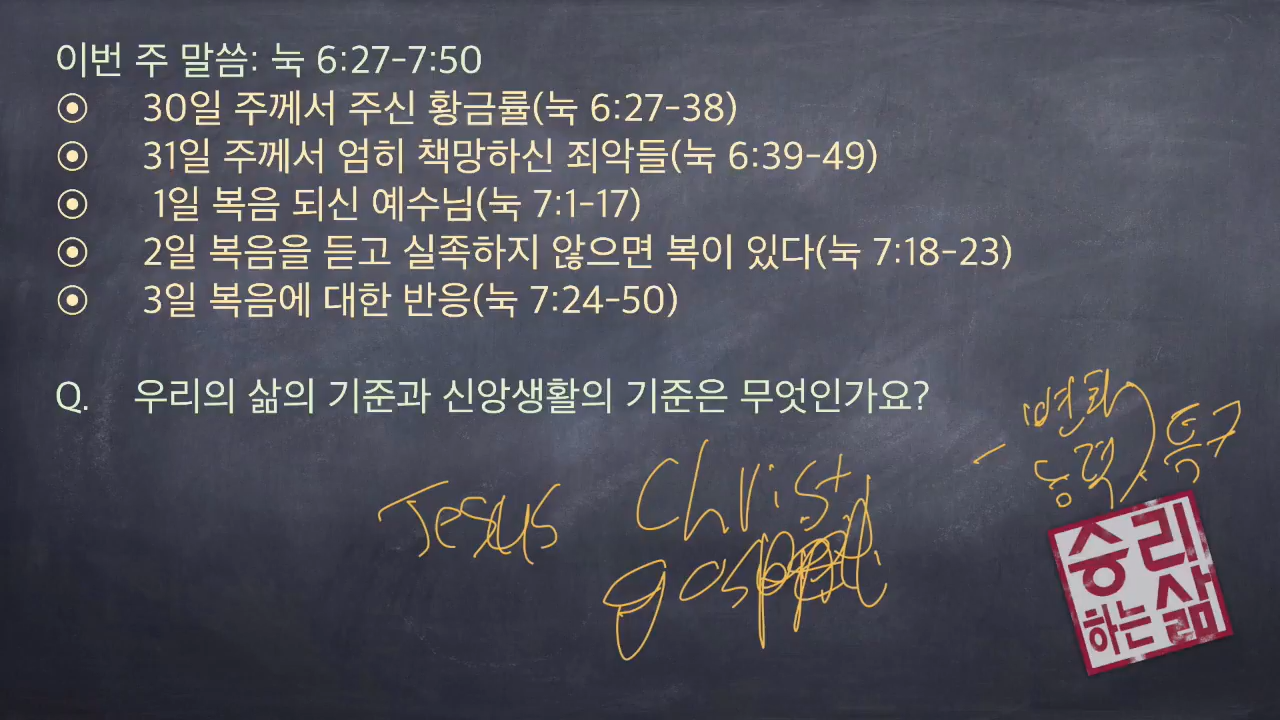 이번 주 말씀: 눅 6:27-7:50
⦿ 30일 주께서 주신 황금률(눅 6:27-38)
⦿ 31일 주께서 엄히 책망하신 죄악들(눅 6:39-49)
⦿ 1일 복음 되신 예수님(눅 7:1-17)
⦿ 2일 복음을 듣고 실족하지 않으면 복이 있다(눅 7:18-23)
⦿ 3일 복음에 대한 반응(눅 7:24-50)
Q. 우리의 삶의 기준과 신앙생활의 기준은 무엇인가요?
변화
능력
Jesus Christ
승리
하는 삶